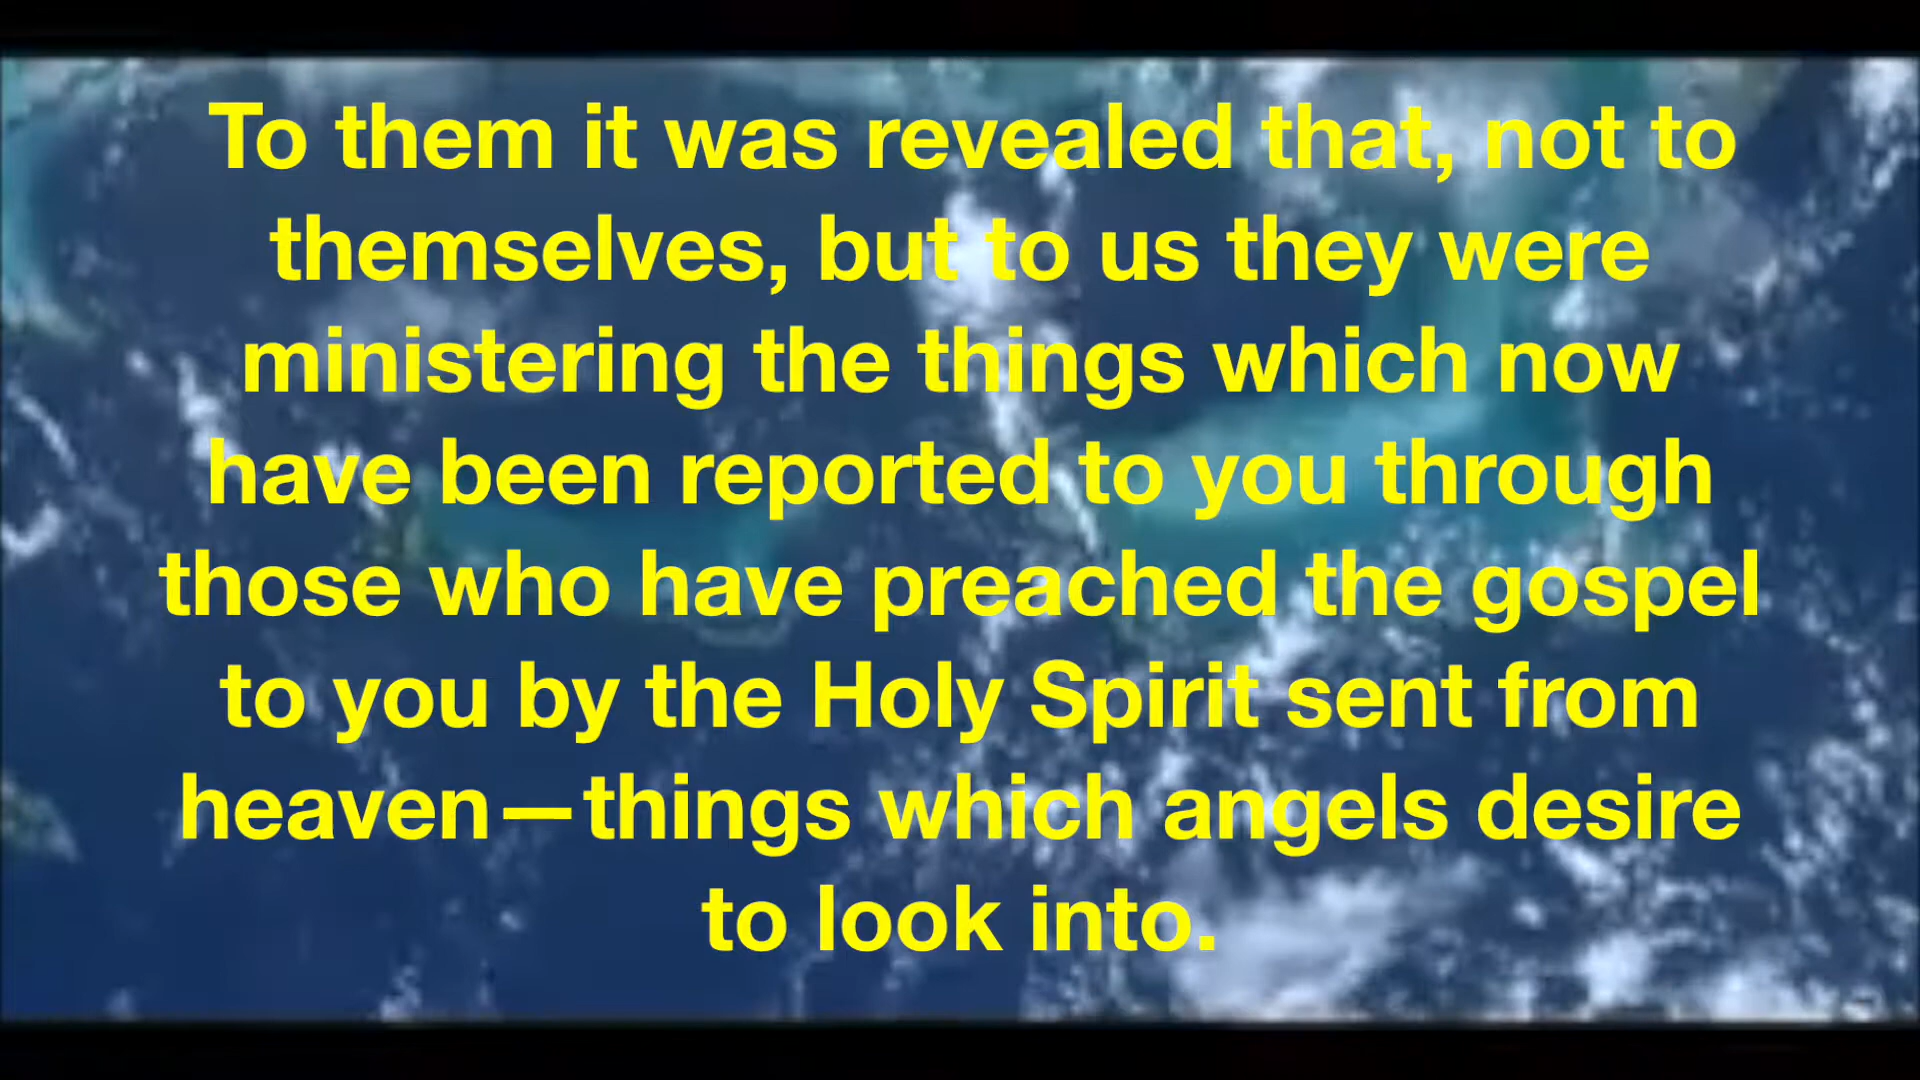 To them it was revealed that, not to
themselves, but to us they were
ministering the things which now
have been reported to you through
those who have preached the gospel
to you by the Holy Spirit sent from
heaven—things which angels desire
to look into.